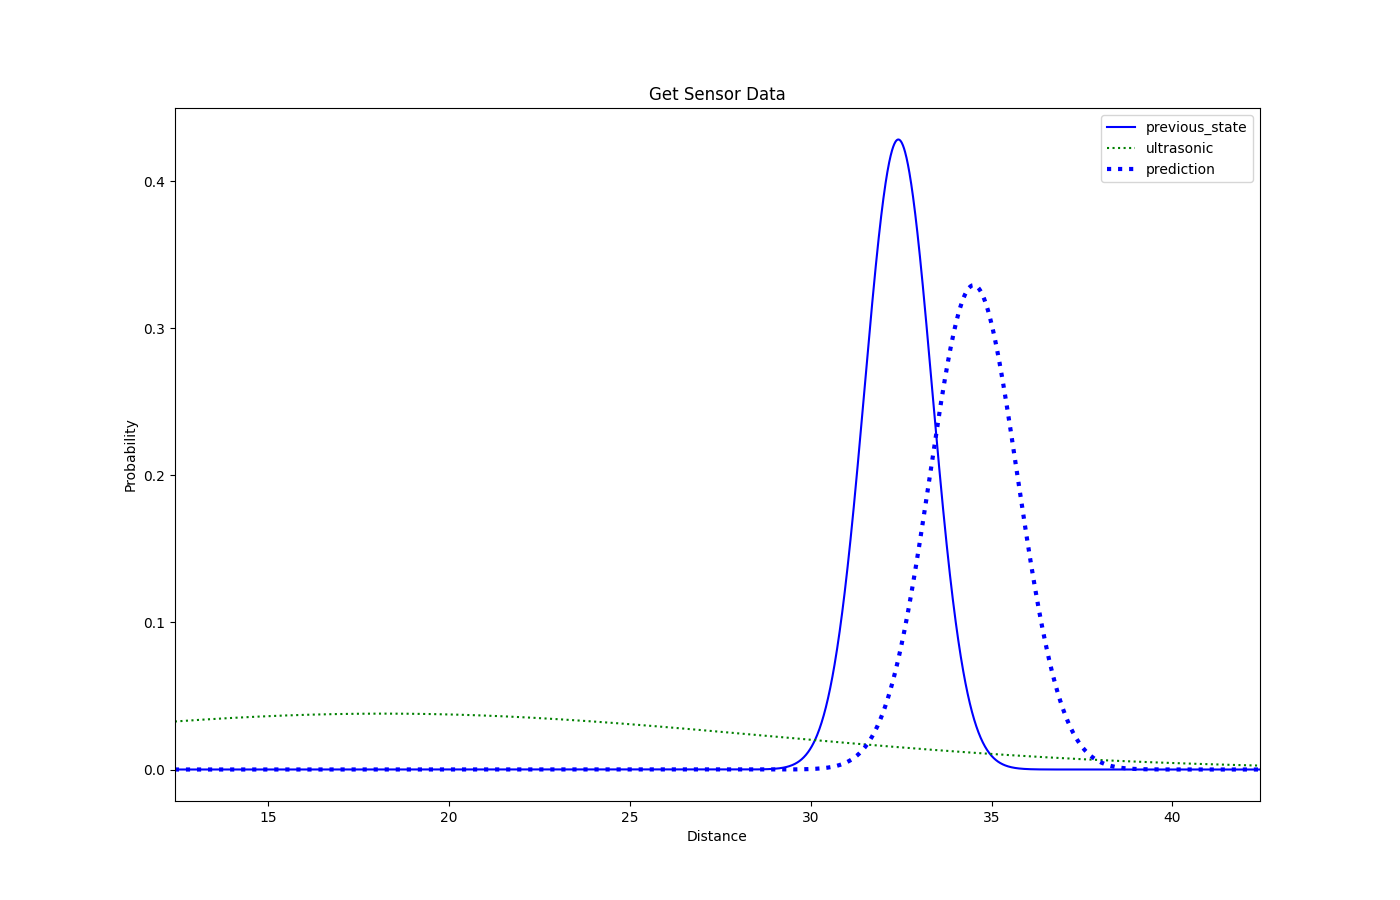 Get Sensor Data
previous_state
ultrasonic
prediction
Probability
0.4
0.3
0.2
0.1
0.0
15 20 25 30 35 40
Distance